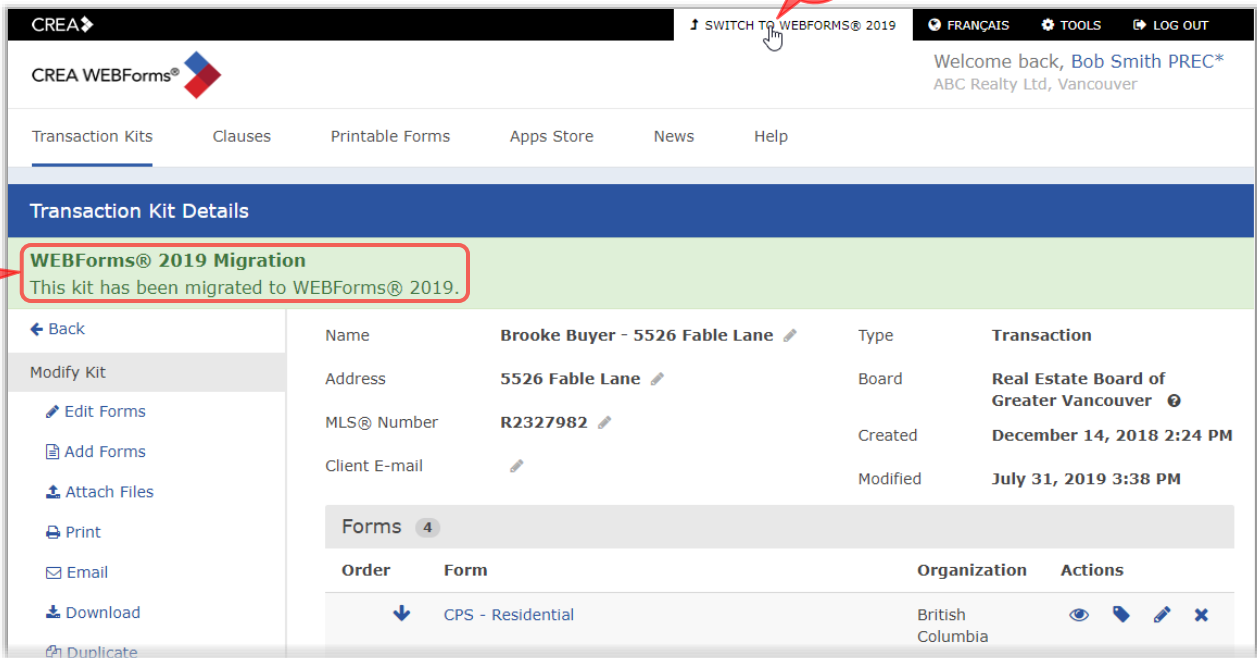 CREA
SWITCH TO WEBFORMS® 2019
FRANÇAIS
TOOLS
LOG OUT
CREA WEBForms®
Welcome back, Bob Smith PREC*
ABC Realty Ltd, Vancouver
Transaction Kits
Clauses
Printable Forms
Apps Store
News
Help
Transaction Kit Details
WEBForms® 2019 Migration
This kit has been migrated to WEBForms® 2019.
Back
Modify Kit
Edit Forms
Add Forms
Attach Files
Print
Email
Download
Duplicate
Name Brooke Buyer - 5526 Fable Lane
Address 5526 Fable Lane
MLS® Number R2327982
Client E-mail
Type Transaction
Board Real Estate Board of
Greater Vancouver
Created December 14, 2018 2:24 PM
Modified July 31, 2019 3:38 PM
Forms 4
Order Form Organization Actions
CPS - Residential British
Columbia